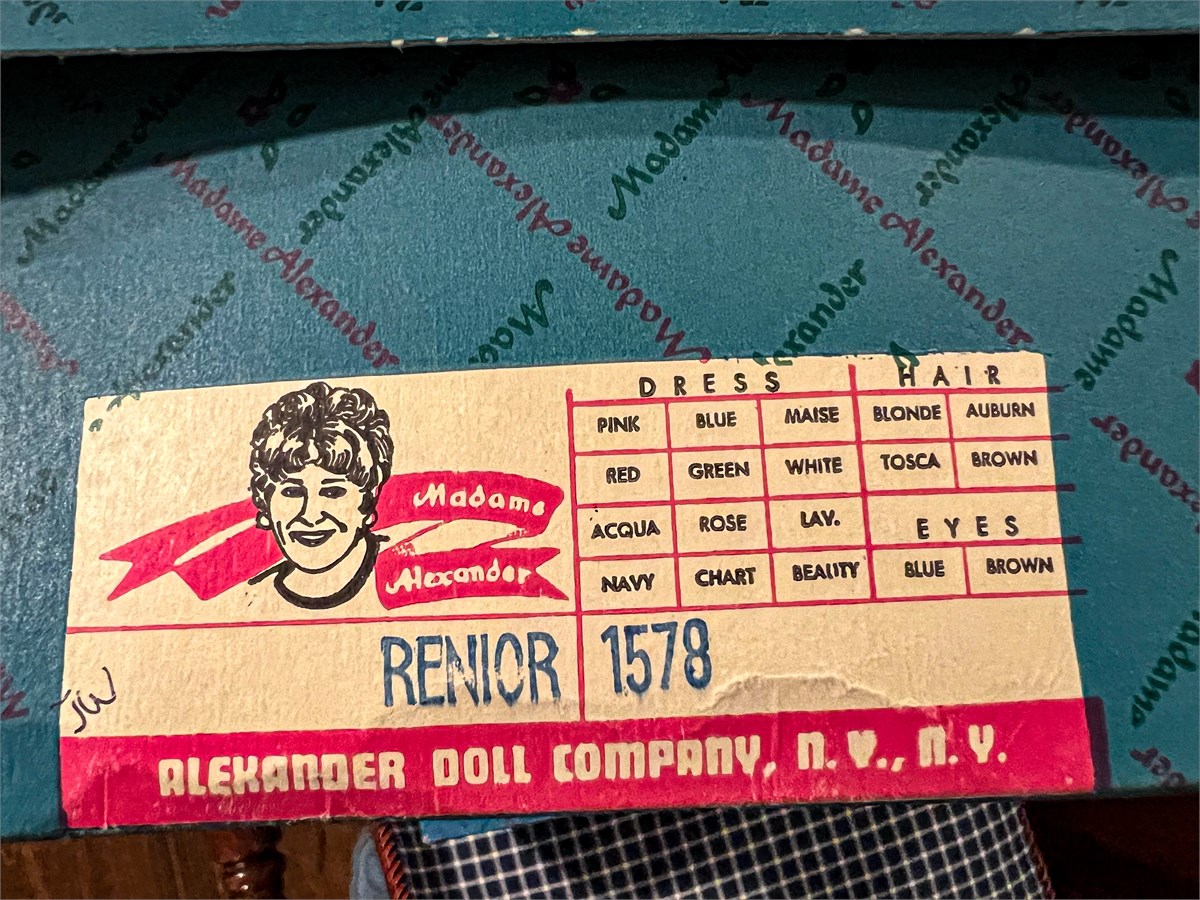 Madame Alexander
Madame Alexander
Madame Alexander
Madame Alexander
Madame
Alexander
DRESS HAIR
PINK BLUE MAISE BLONDE AUBURN
RED GREEN WHITE TOSCA BROWN
ACQUA ROSE LAV. EYES
NAVY CHART BEAUTY BLUE BROWN
RENIOR 1578
JW
ALEXANDER DOLL COMPANY, N.Y., N.Y.